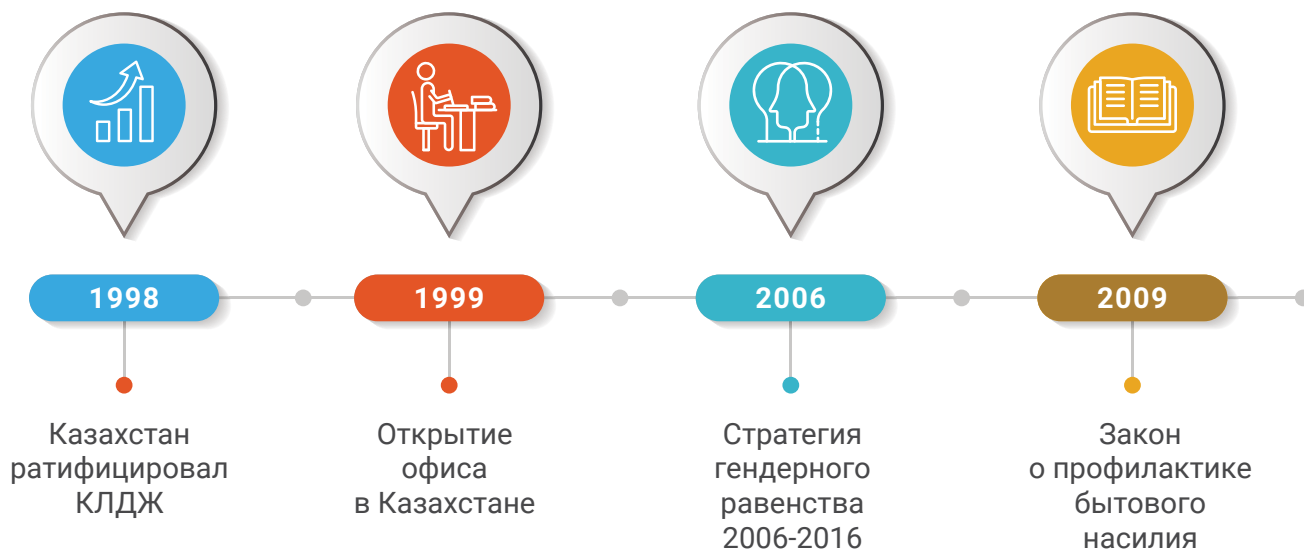 1998
Казахстан
ратифицировал
КЛДЖ
1999
Открытие
офиса
в Казахстане
2006
Стратегия
гендерного
равенства
2006-2016
2009
Закон
о профилактике
бытового
насилия